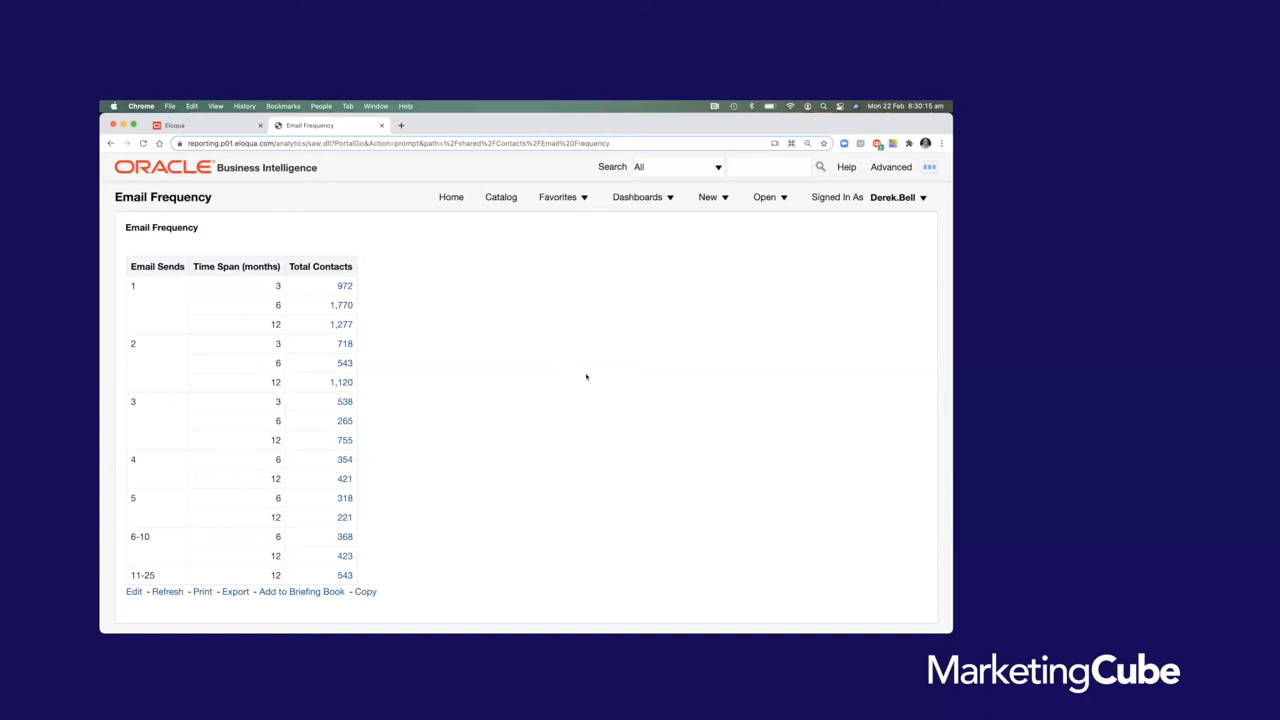 Chrome File Edit View History Bookmarks People Tab Window Help Mon 22 Feb 8:30:15 am
Eloqua Email Frequency
reporting.p01.eloqua.com/analytics/saw.dll?PortalGo&Action=prompt&path=%2Fshared%2FContacts%2FEmail%20Frequency
ORACLE Business Intelligence Search All Help Advanced
Email Frequency Home Catalog Favorites Dashboards New Open Signed In As Derek.Bell
Email Frequency
Email Sends Time Span (months) Total Contacts
1 3 972
6 1,770
12 1,277
2 3 718
6 543
12 1,120
3 3 538
6 265
12 755
4 6 354
12 421
5 6 318
12 221
6-10 6 368
12 423
11-25 12 543
Edit - Refresh - Print - Export - Add to Briefing Book - Copy
MarketingCube